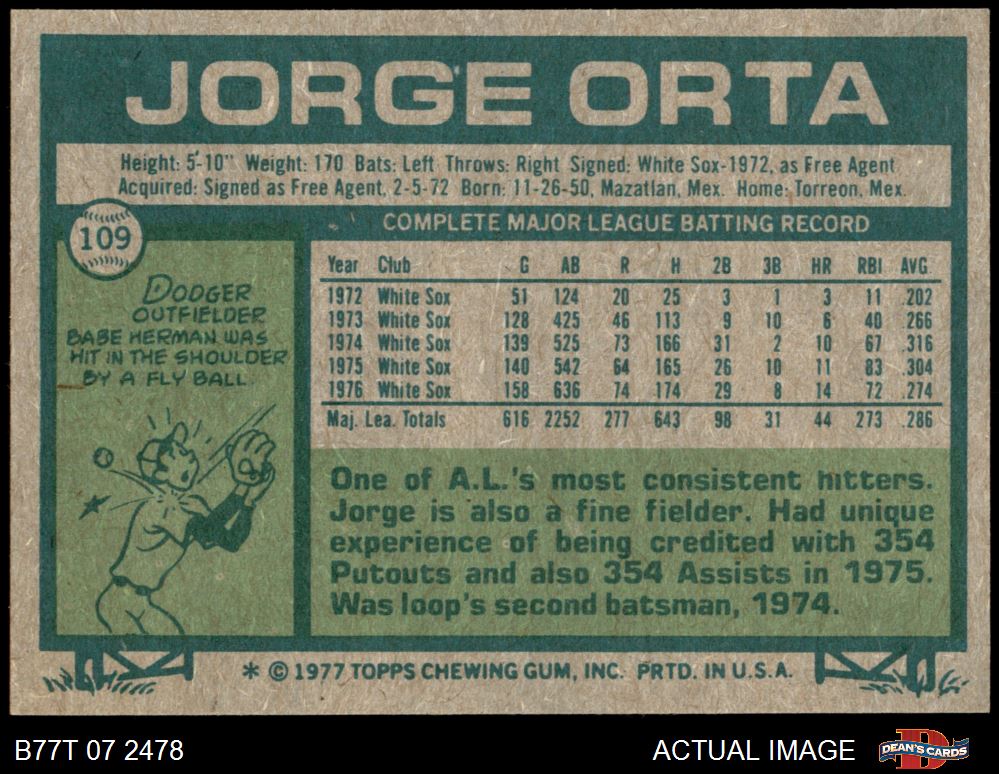 JORGE ORTA
Height: 5'-10" Weight: 170 Bats: Left Throws: Right Signed: White Sox-1972, as Free Agent
Acquired: Signed as Free Agent, 2-5-72 Born: 11-26-50, Mazatlan, Mex. Home: Torreon, Mex.
109
COMPLETE MAJOR LEAGUE BATTING RECORD
DODGER
OUTFIELDER
BABE HERMAN WAS
HIT IN THE SHOULDER
BY A FLY BALL.
Year Club G AB R H 2B 3B HR RBI AVG.
1972 White Sox 51 124 20 25 3 1 3 11 .202
1973 White Sox 128 425 46 113 9 10 6 40 .266
1974 White Sox 139 525 73 166 31 2 10 67 .316
1975 White Sox 140 542 64 165 26 10 11 83 .304
1976 White Sox 158 636 74 174 29 8 14 72 .274
Maj. Lea. Totals 616 2252 277 643 98 31 44 273 .286
One of A.L.'s most consistent hitters.
Jorge is also a fine fielder. Had unique
experience of being credited with 354
Putouts and also 354 Assists in 1975.
Was loop's second batsman, 1974.
* © 1977 TOPPS CHEWING GUM, INC. PRTD. IN U.S.A.
B77T 07 2478
ACTUAL IMAGE
D
DEAN'S CARDS